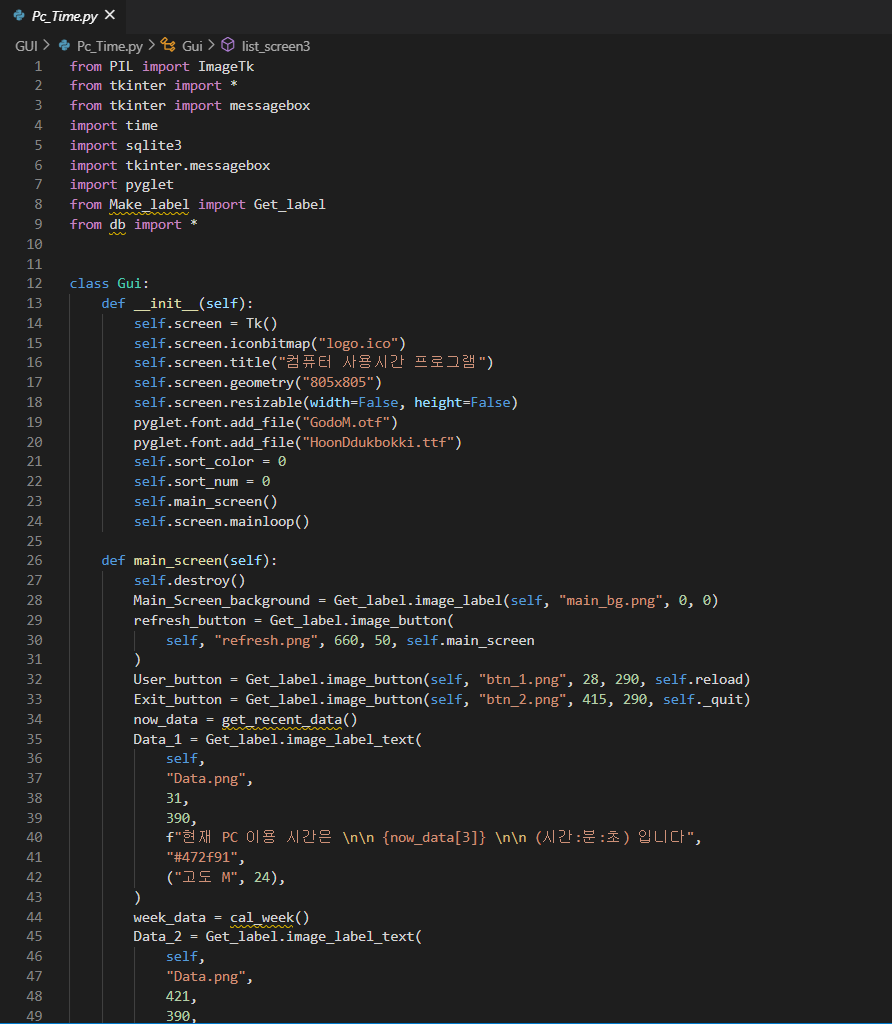 Pc_Time.py ×
GUI > Pc_Time.py > Gui > list_screen3
1 from PIL import ImageTk
2 from tkinter import *
3 from tkinter import messagebox
4 import time
5 import sqlite3
6 import tkinter.messagebox
7 import pyglet
8 from Make_label import Get_label
9 from db import *
10
11
12 class Gui:
13     def __init__(self):
14         self.screen = Tk()
15         self.screen.iconbitmap("logo.ico")
16         self.screen.title("컴퓨터 사용시간 프로그램")
17         self.screen.geometry("805x805")
18         self.screen.resizable(width=False, height=False)
19         pyglet.font.add_file("GodoM.otf")
20         pyglet.font.add_file("HoonDdukbokki.ttf")
21         self.sort_color = 0
22         self.sort_num = 0
23         self.main_screen()
24         self.screen.mainloop()
25
26     def main_screen(self):
27         self.destroy()
28         Main_Screen_background = Get_label.image_label(self, "main_bg.png", 0, 0)
29         refresh_button = Get_label.image_button(
30             self, "refresh.png", 660, 50, self.main_screen
31         )
32         User_button = Get_label.image_button(self, "btn_1.png", 28, 290, self.reload)
33         Exit_button = Get_label.image_button(self, "btn_2.png", 415, 290, self._quit)
34         now_data = get_recent_data()
35         Data_1 = Get_label.image_label_text(
36             self,
37             "Data.png",
38             31,
39             390,
40             f"현재 PC 이용 시간은 \n\n {now_data[3]} \n\n (시간:분:초) 입니다",
41             "#472f91",
42             ("고도 M", 24),
43         )
44         week_data = cal_week()
45         Data_2 = Get_label.image_label_text(
46             self,
47             "Data.png",
48             421,
49             390,